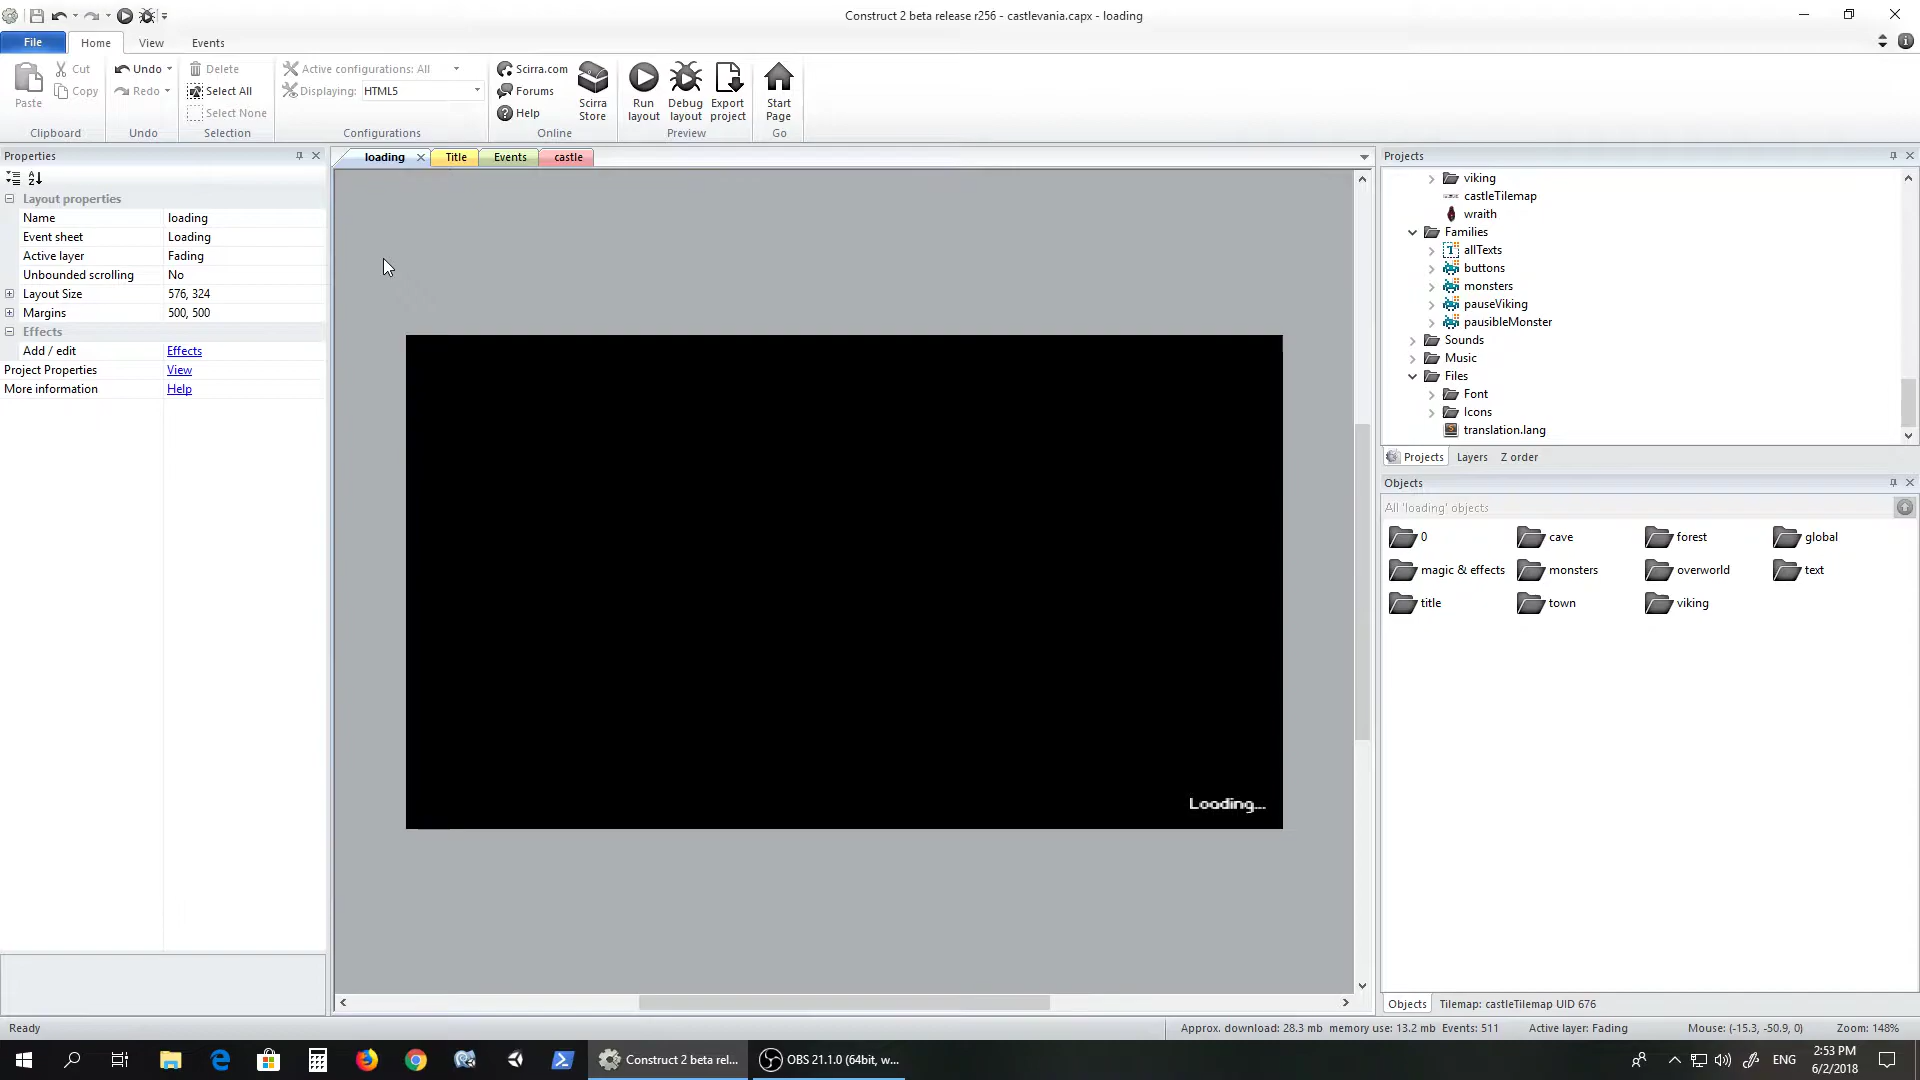 Construct 2 beta release r256 - castlevania.capx - loading
File
Home
View
Events
Paste
Cut
Copy
Clipboard
Undo
Redo
Undo
Delete
Select All
Select None
Selection
Active configurations: All
Displaying:
HTML5
Configurations
Scirra.com
Forums
Help
Scirra
Store
Online
Run
layout
Debug
layout
Export
project
Preview
Start
Page
Go
Properties
Layout properties
Name loading
Event sheet Loading
Active layer Fading
Unbounded scrolling No
Layout Size 576, 324
Margins 500, 500
Effects
Add / edit Effects
Project Properties View
More information Help
loading
Title
Events
castle
Loading...
Projects
viking
castleTilemap
wraith
Families
allTexts
buttons
monsters
pauseViking
pausibleMonster
Sounds
Music
Files
Font
Icons
translation.lang
Projects
Layers
Z order
Objects
All 'loading' objects
0
cave
forest
global
magic & effects
monsters
overworld
text
title
town
viking
Objects
Tilemap: castleTilemap UID 676
Ready
Approx. download: 28.3 mb memory use: 13.2 mb Events: 511
Active layer: Fading
Mouse: (-15.3, -50.9, 0)
Zoom: 148%
Construct 2 beta rel...
OBS 21.1.0 (64bit, w...
ENG
2:53 PM
6/2/2018